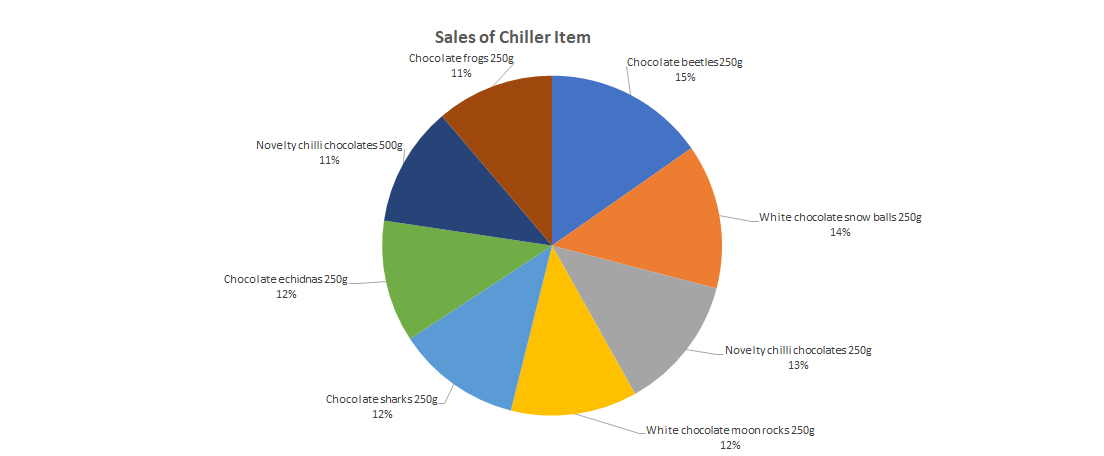 Sales of Chiller Item
Chocolate frogs 250g
11%
Chocolate beetles 250g
15%
Novelty chilli chocolates 500g
11%
White chocolate snow balls 250g
14%
Chocolate echidnas 250g
12%
Novelty chilli chocolates 250g
13%
Chocolate sharks 250g
12%
White chocolate moon rocks 250g
12%